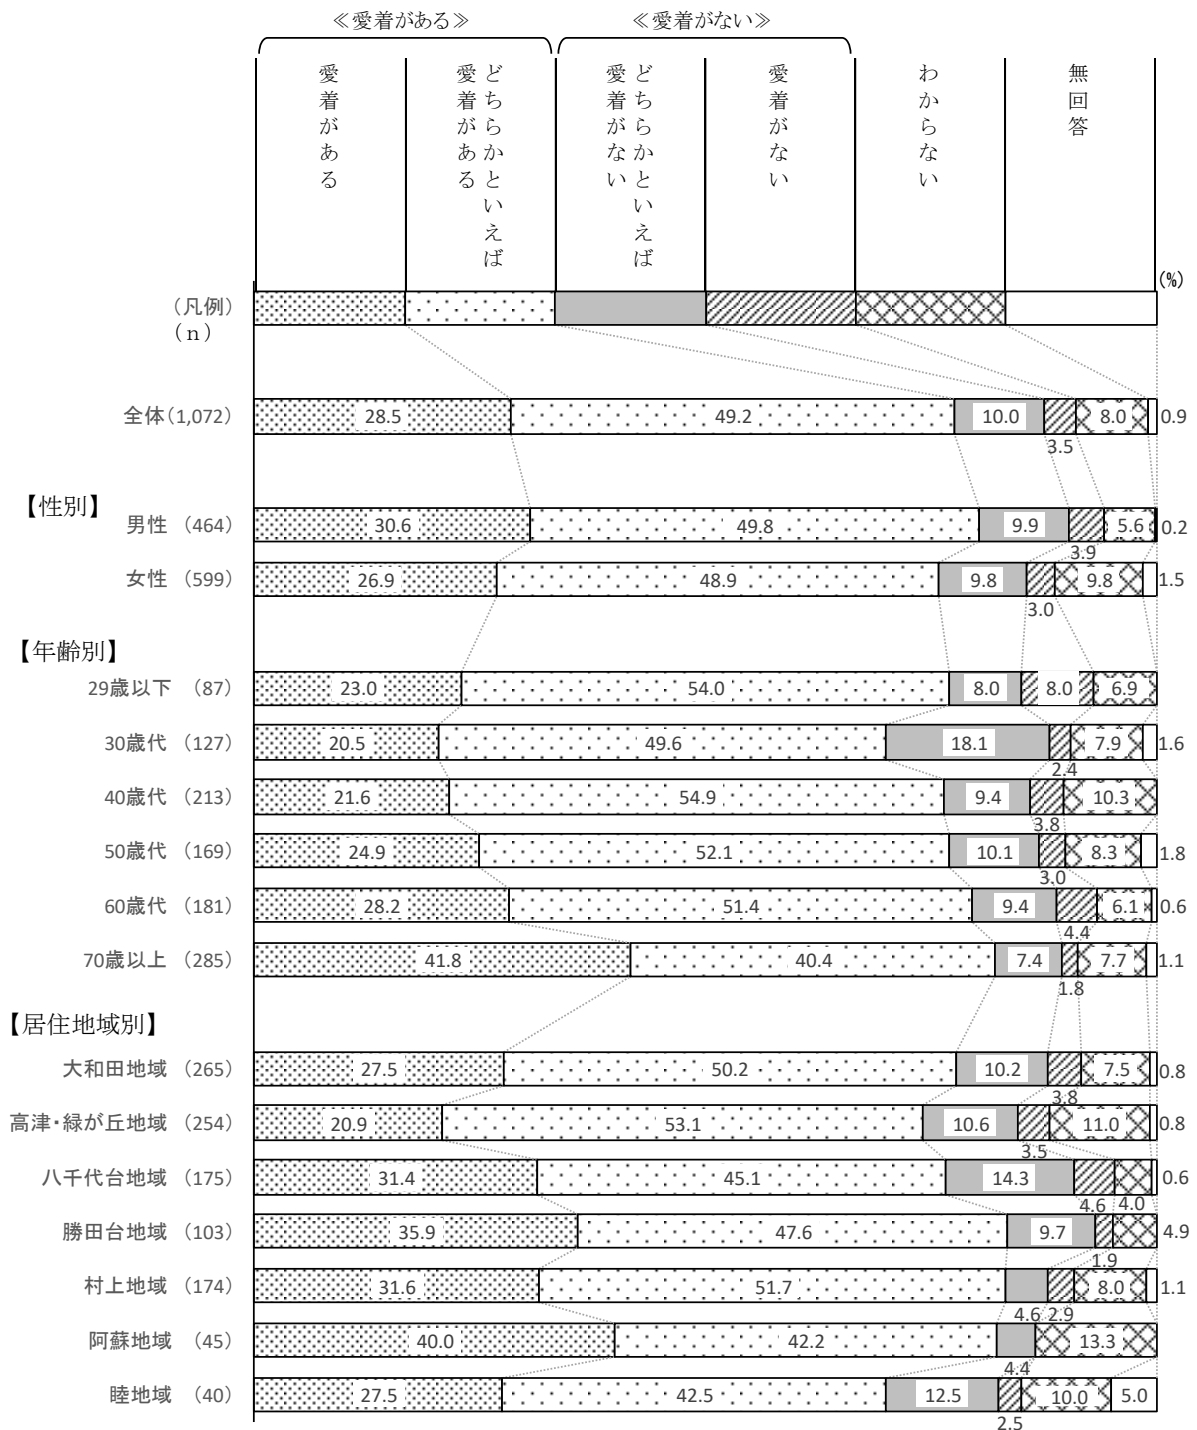 ≪愛着がある≫ ≪愛着がない≫
愛着がある
どちらかといえば
愛着がある
どちらかといえば
愛着がない
愛着がない
わからない
無回答
(%)
(凡例)
(n)
全体(1,072) 28.5 49.2 10.0 3.5 8.0 0.9
【性別】
男性 (464) 30.6 49.8 9.9 3.9 5.6 0.2
女性 (599) 26.9 48.9 9.8 3.0 9.8 1.5
【年齢別】
29歳以下 (87) 23.0 54.0 8.0 8.0 6.9
30歳代 (127) 20.5 49.6 18.1 2.4 7.9 1.6
40歳代 (213) 21.6 54.9 9.4 3.8 10.3
50歳代 (169) 24.9 52.1 10.1 3.0 8.3 1.8
60歳代 (181) 28.2 51.4 9.4 4.4 6.1 0.6
70歳以上 (285) 41.8 40.4 7.4 1.8 7.7 1.1
【居住地域別】
大和田地域 (265) 27.5 50.2 10.2 3.8 7.5 0.8
高津・緑が丘地域 (254) 20.9 53.1 10.6 3.5 11.0 0.8
八千代台地域 (175) 31.4 45.1 14.3 4.6 4.0 0.6
勝田台地域 (103) 35.9 47.6 9.7 1.9 4.9
村上地域 (174) 31.6 51.7 4.6 2.9 8.0 1.1
阿蘇地域 (45) 40.0 42.2 4.4 13.3
睦地域 (40) 27.5 42.5 12.5 2.5 10.0 5.0